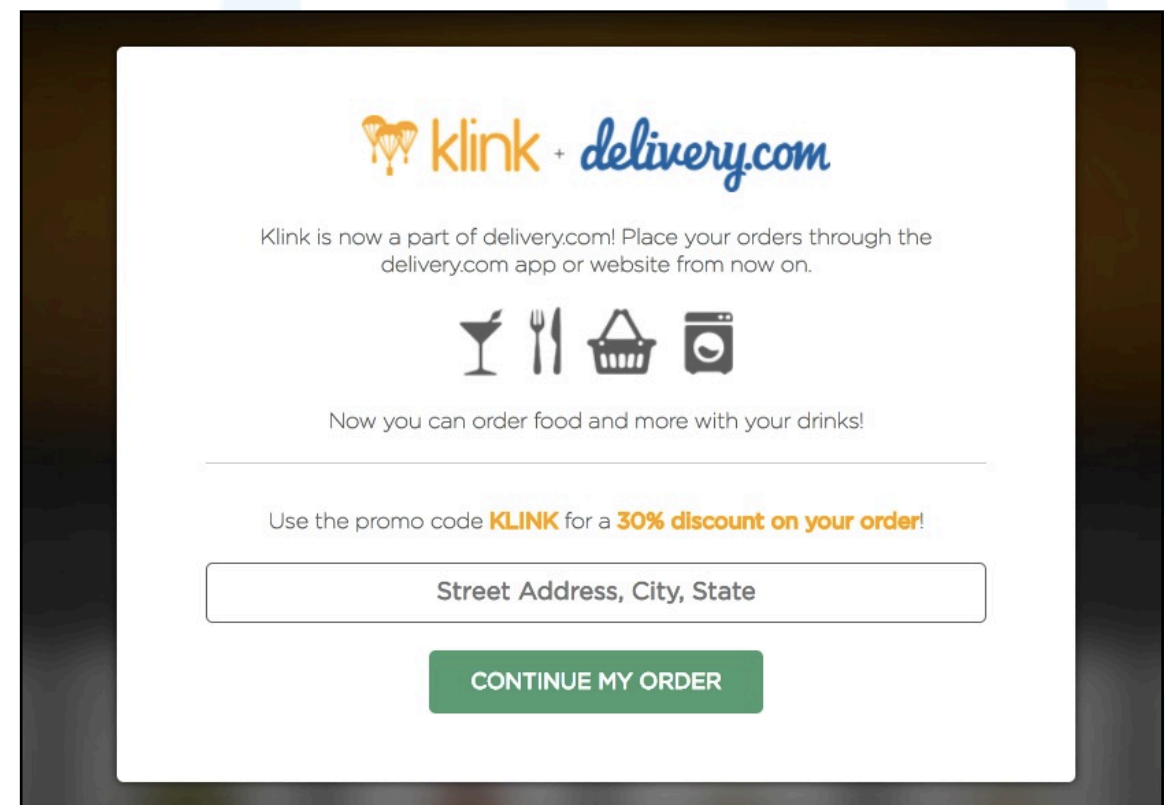 klink + delivery.com
Klink is now a part of delivery.com! Place your orders through the
delivery.com app or website from now on.
Now you can order food and more with your drinks!
Use the promo code KLINK for a 30% discount on your order!
Street Address, City, State
CONTINUE MY ORDER